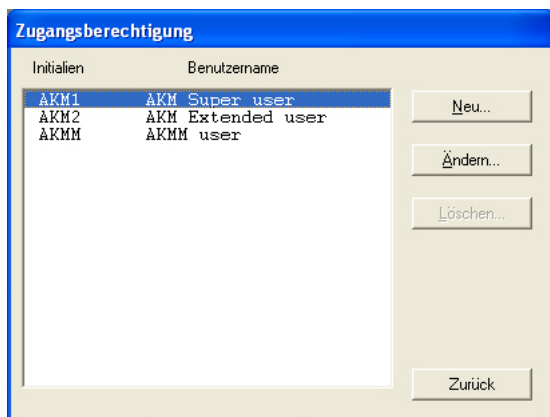 Zugangsberechtigung
Initialien Benutzername
AKM1 AKM Super user
AKM2 AKM Extended user
AKMM AKMM user
Neu...
Ändern...
Löschen...
Zurück